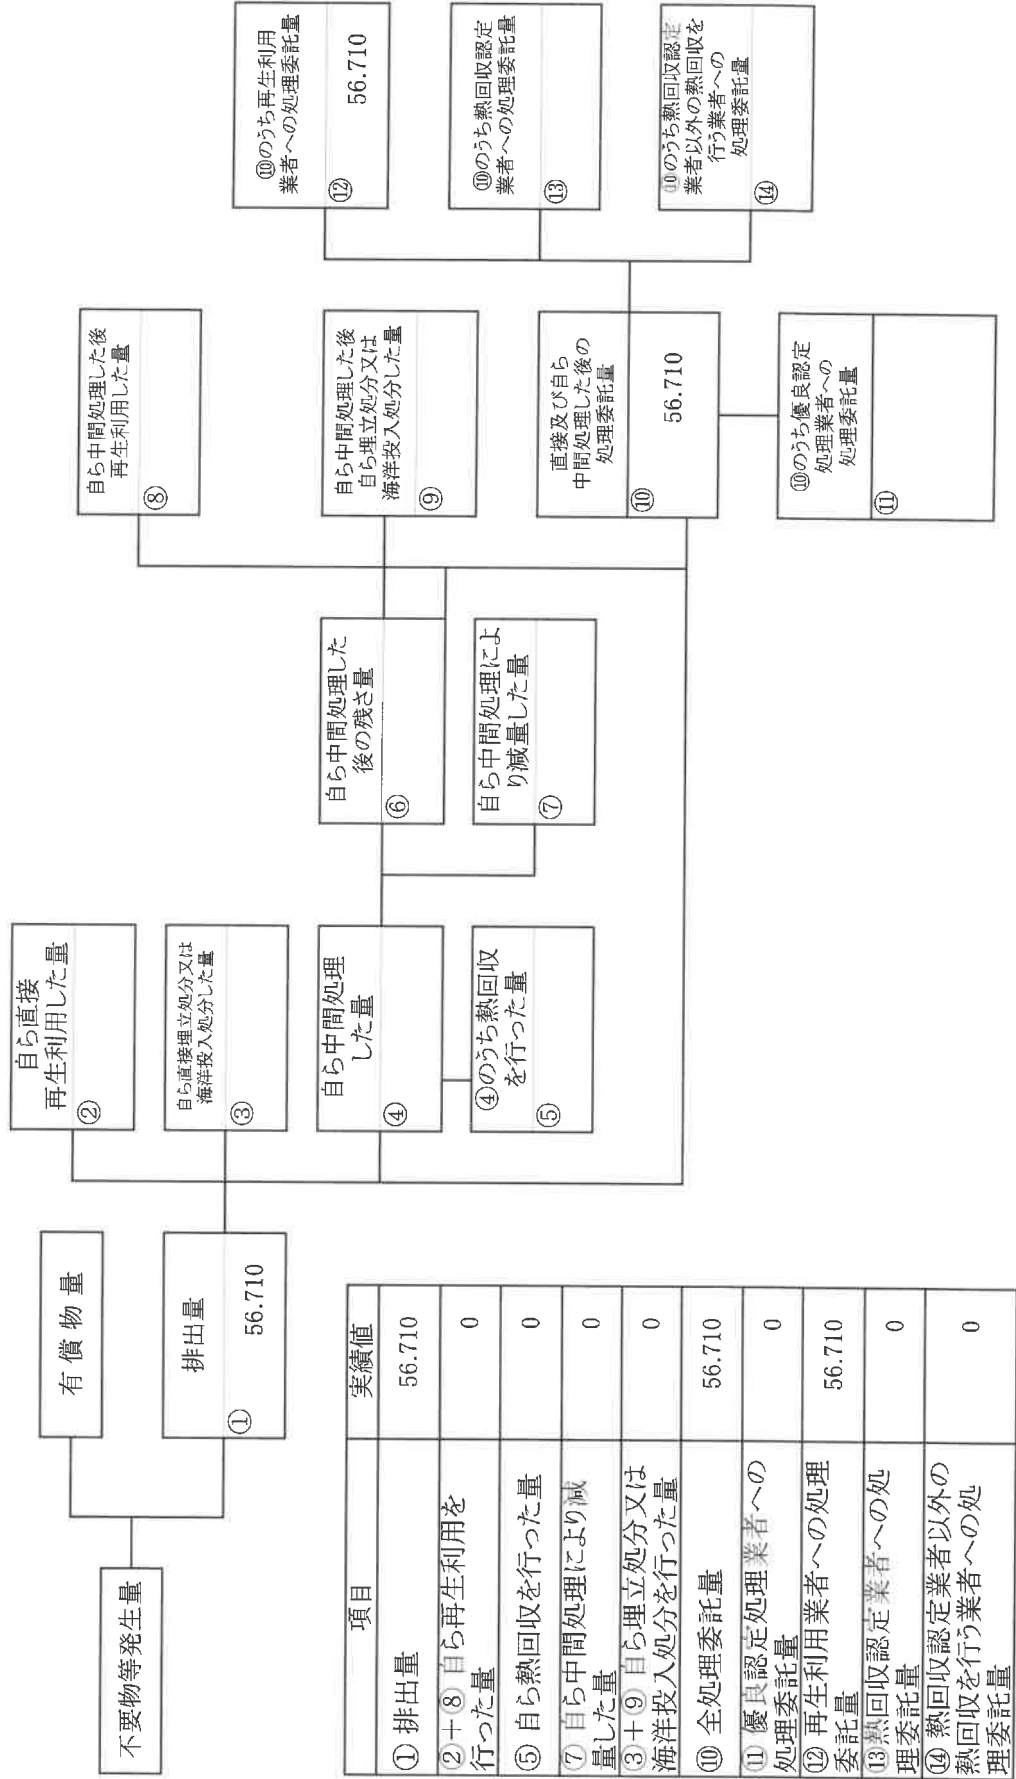 不要物等発生量
有償物量
排出量
①
56.710
自ら直接
再生利用した量
②
自ら直接埋立処分又は
海洋投入処分した量
③
自ら中間処理
した量
④
④のうち熱回収
を行った量
⑤
自ら中間処理した
後の残さ量
⑥
自ら中間処理によ
り減量した量
⑦
自ら中間処理した後
再生利用した量
⑧
自ら中間処理した後
自ら埋立処分又は
海洋投入処分した量
⑨
直接及び自ら
中間処理した後の
処理委託量
⑩
56.710
⑩のうち優良認定
処理業者への
処理委託量
⑪
⑩のうち再生利用
業者への処理委託量
⑫
56.710
⑩のうち熱回収認定
業者への処理委託量
⑬
⑩のうち熱回収認定
業者以外の熱回収を
行う業者への
処理委託量
⑭
項目 実績値
①排出量 56.710
②+⑧自ら再生利用を
行った量 0
⑤自ら熱回収を行った量 0
⑦自ら中間処理により減
量した量 0
③+⑨自ら埋立処分又は
海洋投入処分を行った量 0
⑩全処理委託量 56.710
⑪優良認定処理業者への
処理委託量 0
⑫再生利用業者への処理
委託量 56.710
⑬熱回収認定業者への処
理委託量 0
⑭熱回収認定業者以外の
熱回収を行う業者への処
理委託量 0